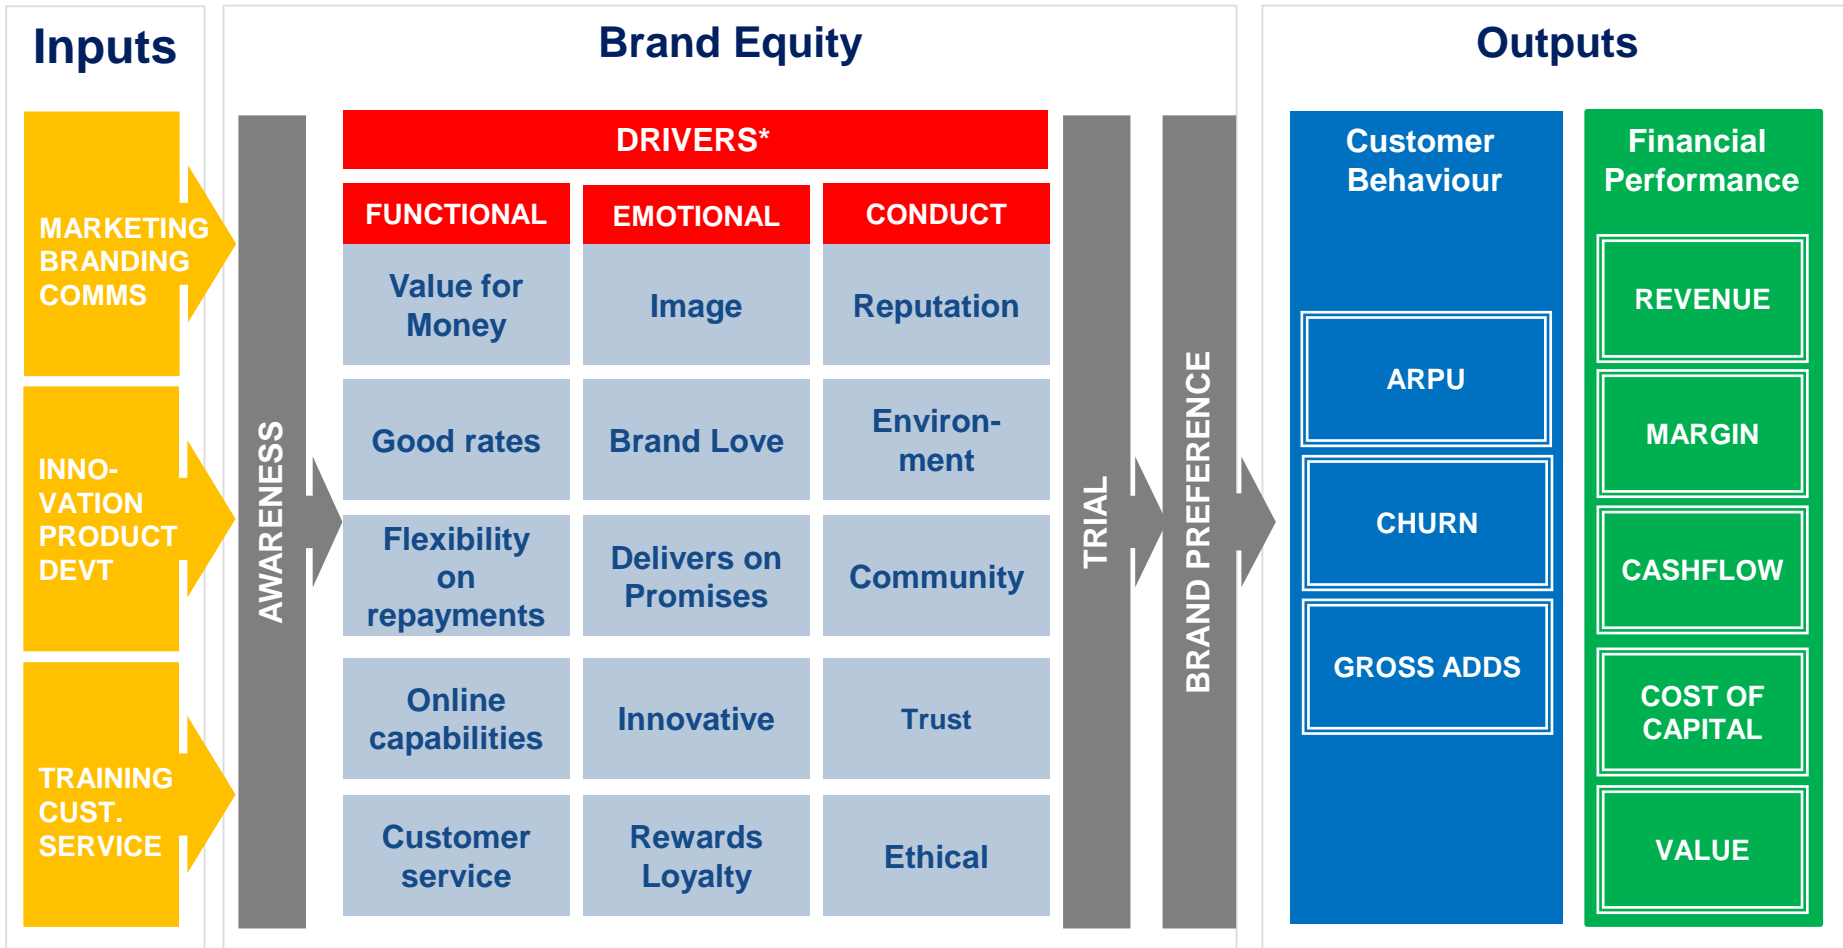 Inputs
Brand Equity
Outputs
MARKETING
BRANDING
COMMS
INNO-
VATION
PRODUCT
DEVT
TRAINING
CUST.
SERVICE
AWARENESS
DRIVERS*
FUNCTIONAL
EMOTIONAL
CONDUCT
Value for
Money
Image
Reputation
Good rates
Brand Love
Environ-
ment
Flexibility
on
repayments
Delivers on
Promises
Community
Online
capabilities
Innovative
Trust
Customer
service
Rewards
Loyalty
Ethical
TRIAL
BRAND PREFERENCE
Customer
Behaviour
ARPU
CHURN
GROSS ADDS
Financial
Performance
REVENUE
MARGIN
CASHFLOW
COST OF
CAPITAL
VALUE